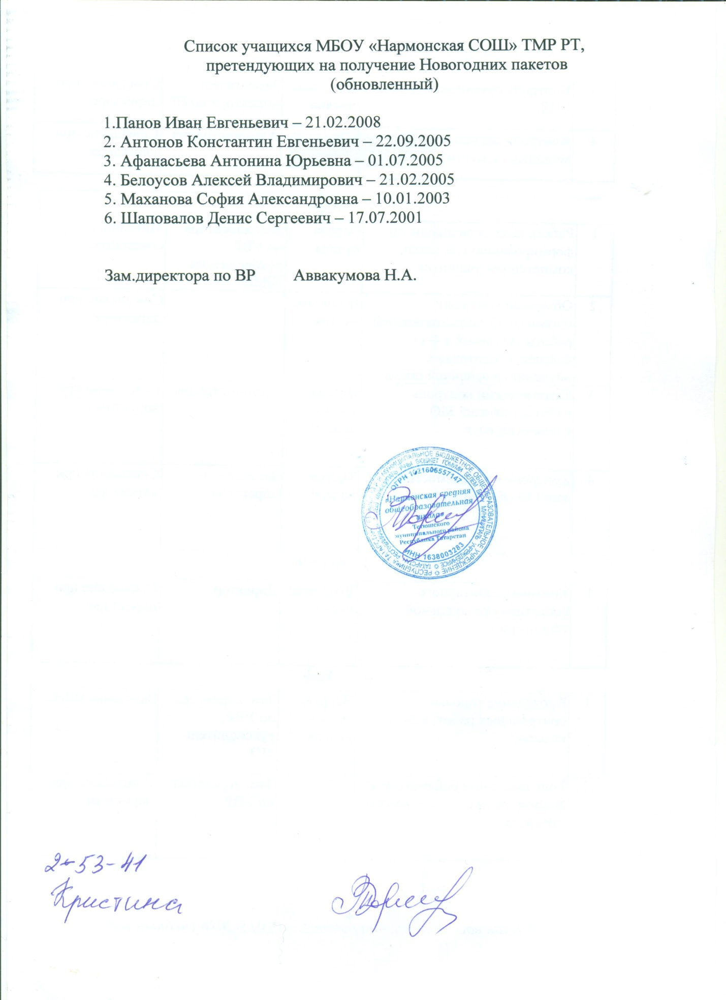 Список учащихся МБОУ «Нармонская СОШ» ТМР РТ,
претендующих на получение Новогодних пакетов
(обновленный)
1.Панов Иван Евгеньевич – 21.02.2008
2. Антонов Константин Евгеньевич – 22.09.2005
3. Афанасьева Антонина Юрьевна – 01.07.2005
4. Белоусов Алексей Владимирович – 21.02.2005
5. Маханова София Александровна – 10.01.2003
6. Шаповалов Денис Сергеевич – 17.07.2001
Зам.директора по ВР Аввакумова Н.А.
МУНИЦИПАЛЬНОЕ БЮДЖЕТНОЕ ОБЩЕОБРАЗОВАТЕЛЬНОЕ УЧРЕЖДЕНИЕ
ОГРН 1021606557147
«Нармонская средняя
общеобразовательная
школа»
Тетюшского
муниципального района
Республика Татарстан
ИНН 1638003283
2-53-41
Кристина